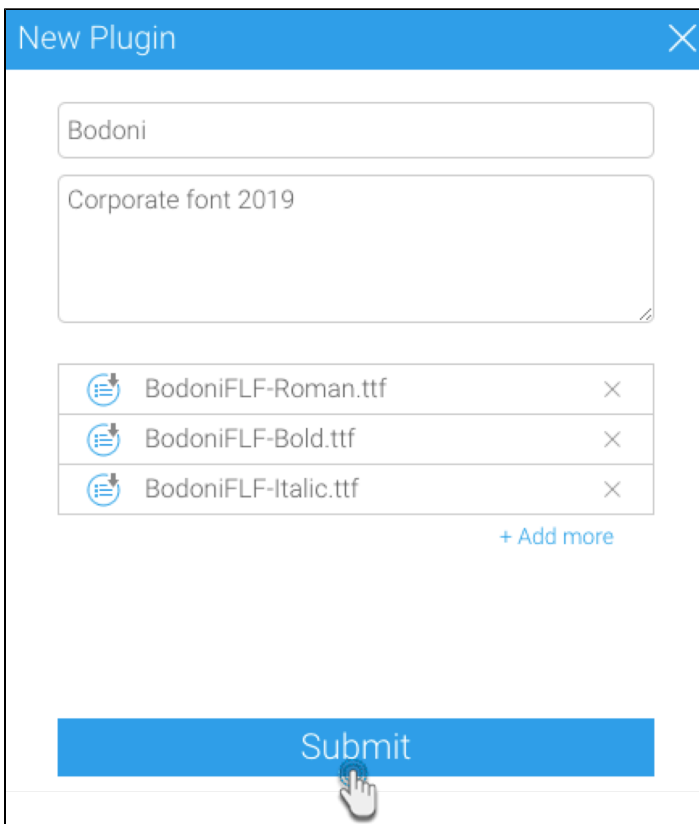 New Plugin
Bodoni
Corporate font 2019
BodoniFLF-Roman.ttf
BodoniFLF-Bold.ttf
BodoniFLF-Italic.ttf
+ Add more
Submit